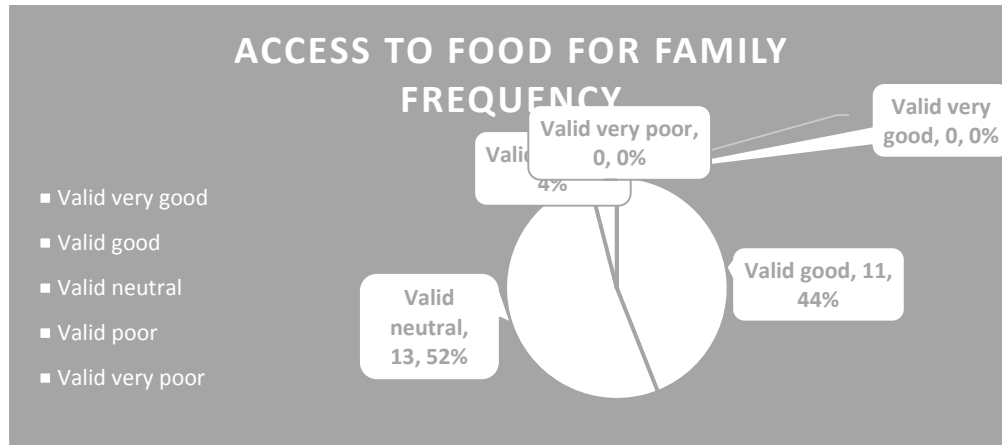 ACCESS TO FOOD FOR FAMILY
FREQUENCY
Valid very
good, 0, 0%
Valid very poor,
0, 0%
Valid
4%
Valid good, 11,
44%
Valid
neutral,
13, 52%
Valid very good
Valid good
Valid neutral
Valid poor
Valid very poor